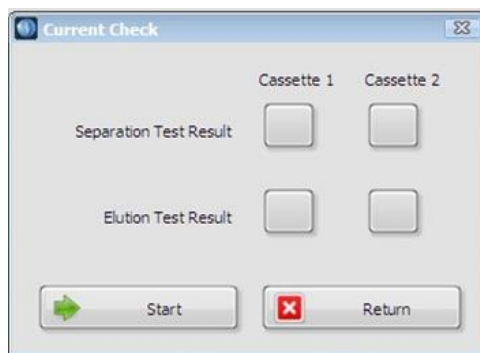 Current Check
Cassette 1 Cassette 2
Separation Test Result
Elution Test Result
Start Return